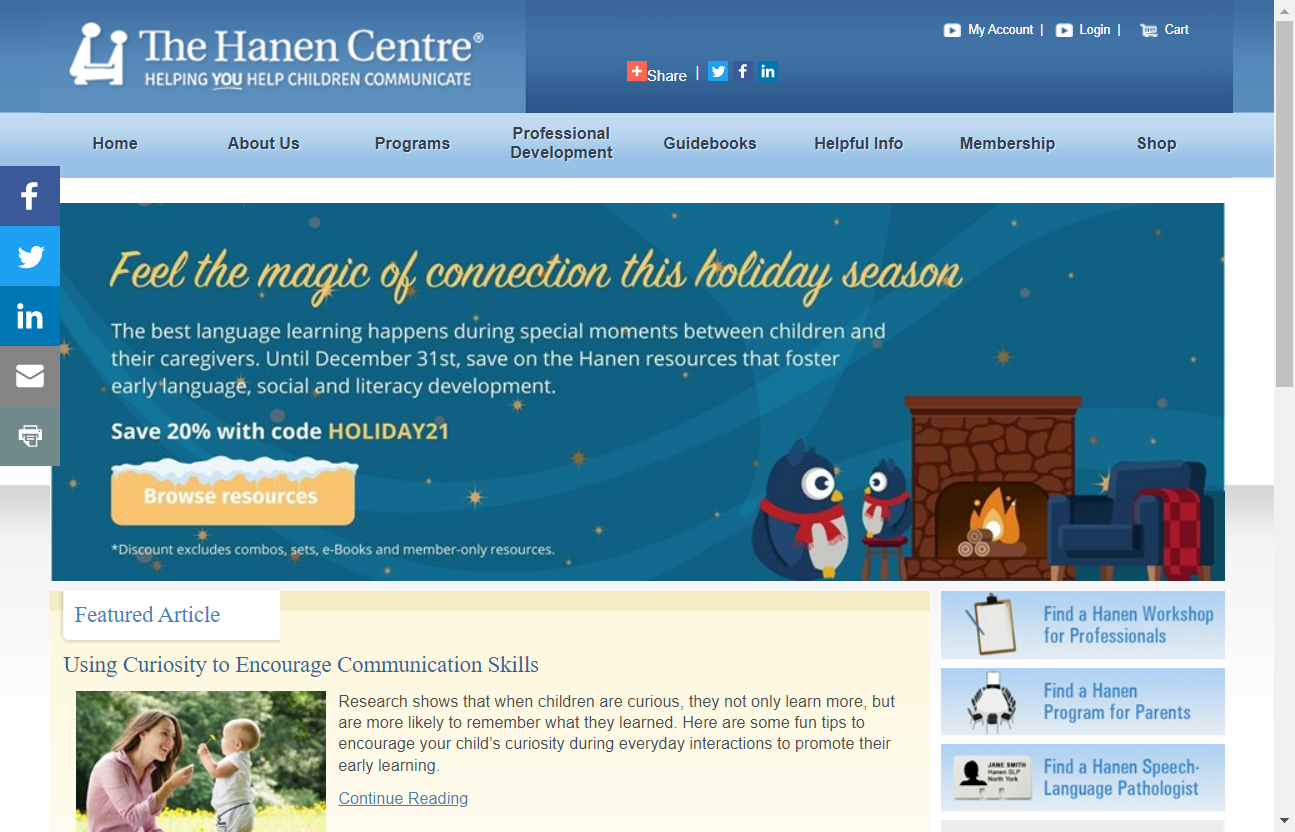 The Hanen Centre®
HELPING YOU HELP CHILDREN COMMUNICATE
My Account |
Login |
Cart
Share |
Home
About Us
Programs
Professional
Development
Guidebooks
Helpful Info
Membership
Shop
Feel the magic of connection this holiday season
The best language learning happens during special moments between children and
their caregivers. Until December 31st, save on the Hanen resources that foster
early language, social and literacy development.
Save 20% with code HOLIDAY21
Browse resources
*Discount excludes combos, sets, e-Books and member-only resources.
Featured Article
Using Curiosity to Encourage Communication Skills
Research shows that when children are curious, they not only learn more, but
are more likely to remember what they learned. Here are some fun tips to
encourage your child’s curiosity during everyday interactions to promote their
early learning.
Continue Reading
Find a Hanen Workshop
for Professionals
Find a Hanen
Program for Parents
JANE SMITH
Hanen SLP
North York
Find a Hanen Speech-
Language Pathologist